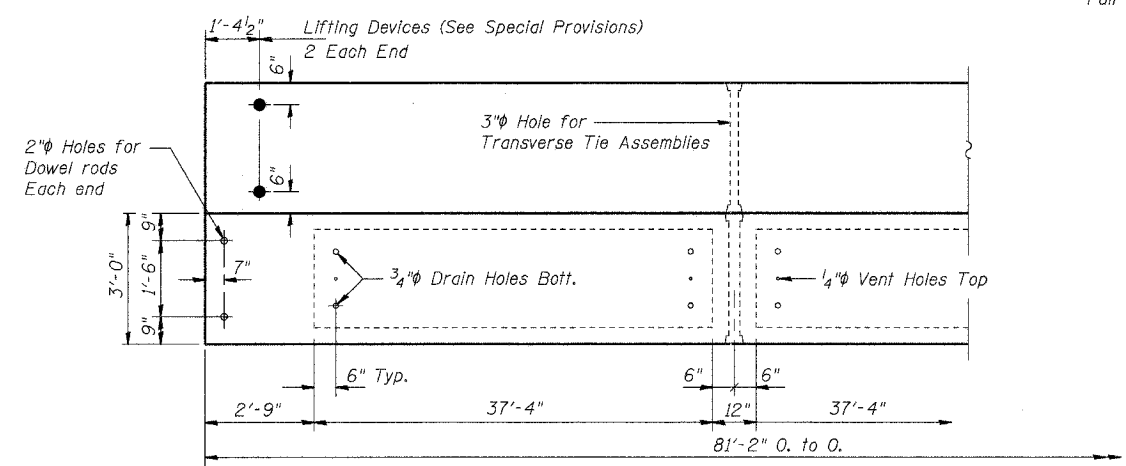 1'-4½"
Lifting Devices (See Special Provisions)
2 Each End
6"
3"φ Hole for
Transverse Tie Assemblies
2"φ Holes for
Dowel rods
Each end
6"
9"
3'-0"
1'-6"
7"
9"
¾"φ Drain Holes Bott.
¼"φ Vent Holes Top
6" Typ.
6"
6"
2'-9"
37'-4"
12"
37'-4"
81'-2" O. to O.